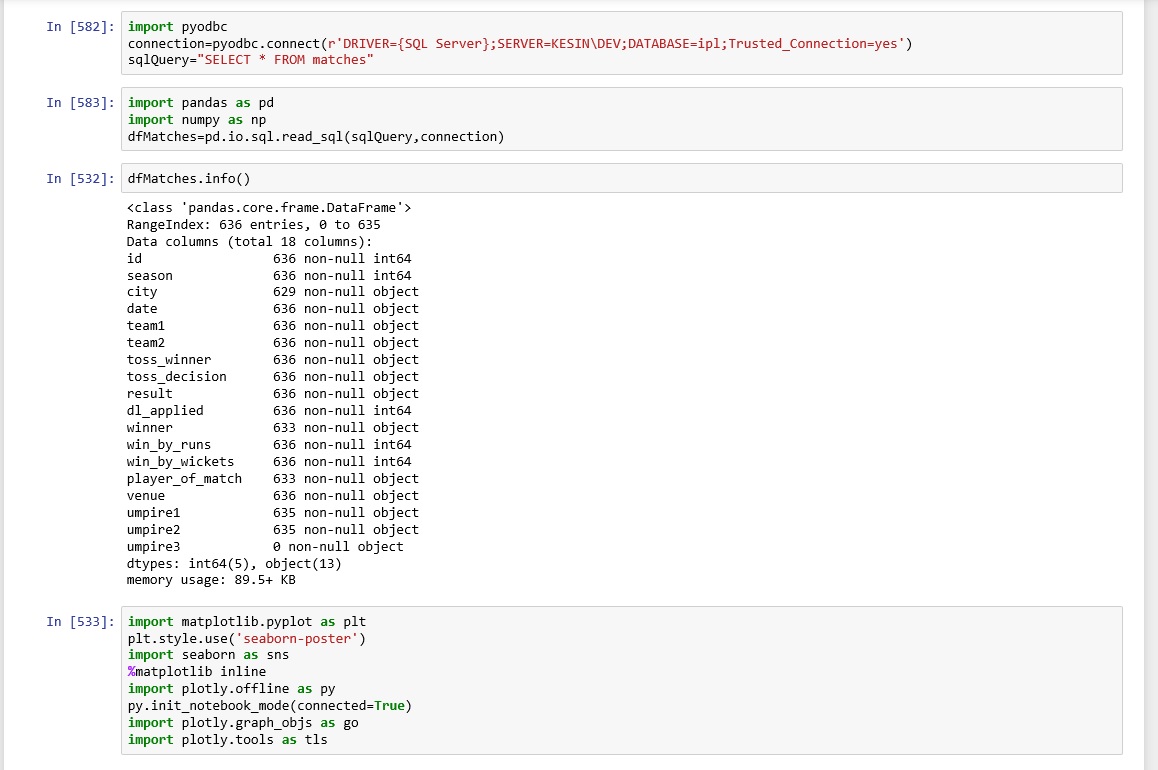 In [582]: import pyodbc
connection=pyodbc.connect(r'DRIVER={SQL Server};SERVER=KESIN\DEV;DATABASE=ipl;Trusted_Connection=yes')
sqlQuery="SELECT * FROM matches"
In [583]: import pandas as pd
import numpy as np
dfMatches=pd.io.sql.read_sql(sqlQuery,connection)
In [532]: dfMatches.info()
<class 'pandas.core.frame.DataFrame'>
RangeIndex: 636 entries, 0 to 635
Data columns (total 18 columns):
id                 636 non-null int64
season             636 non-null int64
city               629 non-null object
date               636 non-null object
team1              636 non-null object
team2              636 non-null object
toss_winner        636 non-null object
toss_decision      636 non-null object
result             636 non-null object
dl_applied         636 non-null int64
winner             633 non-null object
win_by_runs        636 non-null int64
win_by_wickets     636 non-null int64
player_of_match    633 non-null object
venue              636 non-null object
umpire1            635 non-null object
umpire2            635 non-null object
umpire3            0 non-null object
dtypes: int64(5), object(13)
memory usage: 89.5+ KB
In [533]: import matplotlib.pyplot as plt
plt.style.use('seaborn-poster')
import seaborn as sns
%matplotlib inline
import plotly.offline as py
py.init_notebook_mode(connected=True)
import plotly.graph_objs as go
import plotly.tools as tls